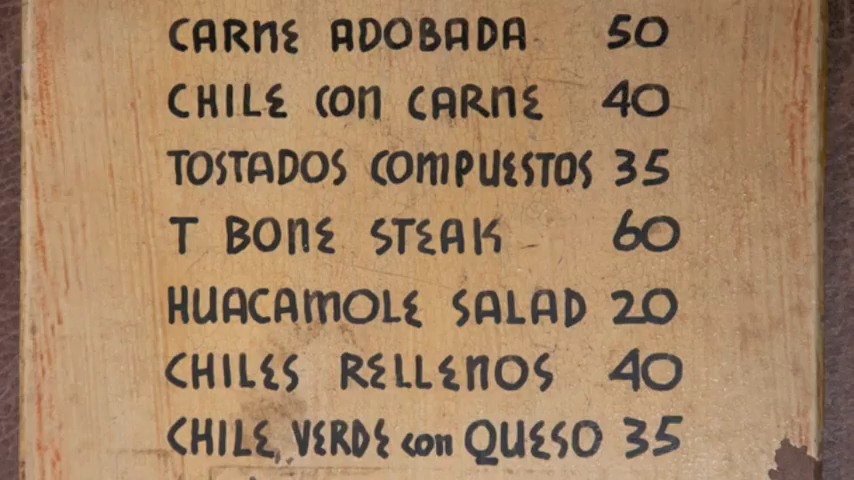 CARNE ADOBADA 50
CHILE CON CARNE 40
TOSTADOS COMPUESTOS 35
T BONE STEAK 60
HUACAMOLE SALAD 20
CHILES RELLENOS 40
CHILE, VERDE con QUESO 35